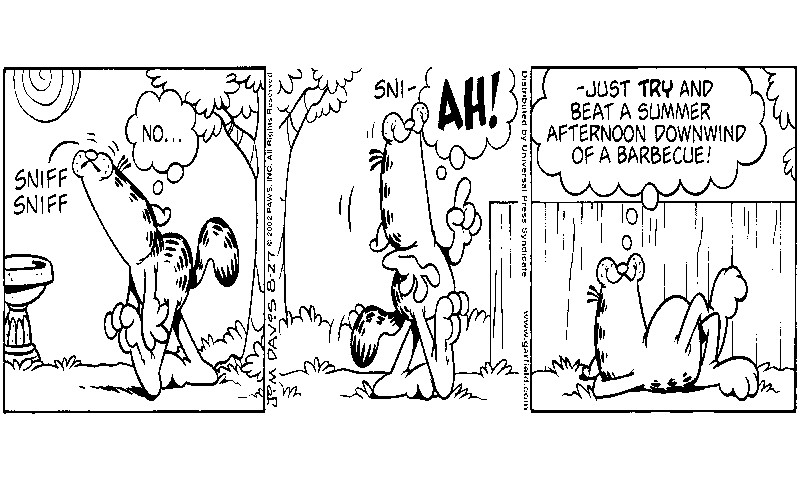 SNIFF
SNIFF
NO...
JIM DAVIS 8-27
© 2002 PAWS, INC. All Rights Reserved
SNI-
AH!
Distributed by Universal Press Syndicate
www.garfield.com
-JUST TRY AND
BEAT A SUMMER
AFTERNOON DOWNWIND
OF A BARBECUE!